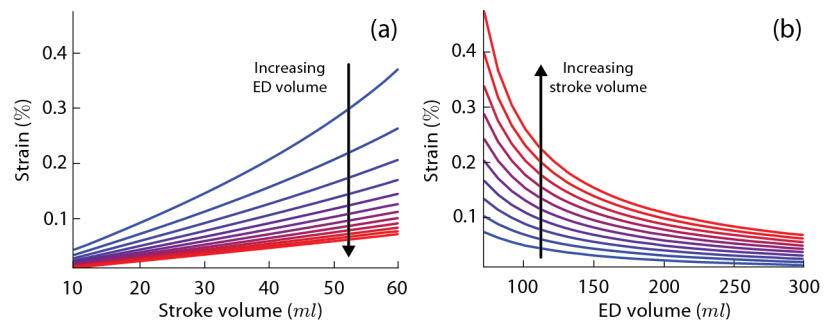 (a)
Increasing
ED volume
Strain (%)
0.4
0.3
0.2
0.1
10
20
30
40
50
60
Stroke volume (ml)
(b)
Increasing
stroke volume
Strain (%)
0.4
0.3
0.2
0.1
100
150
200
250
300
ED volume (ml)